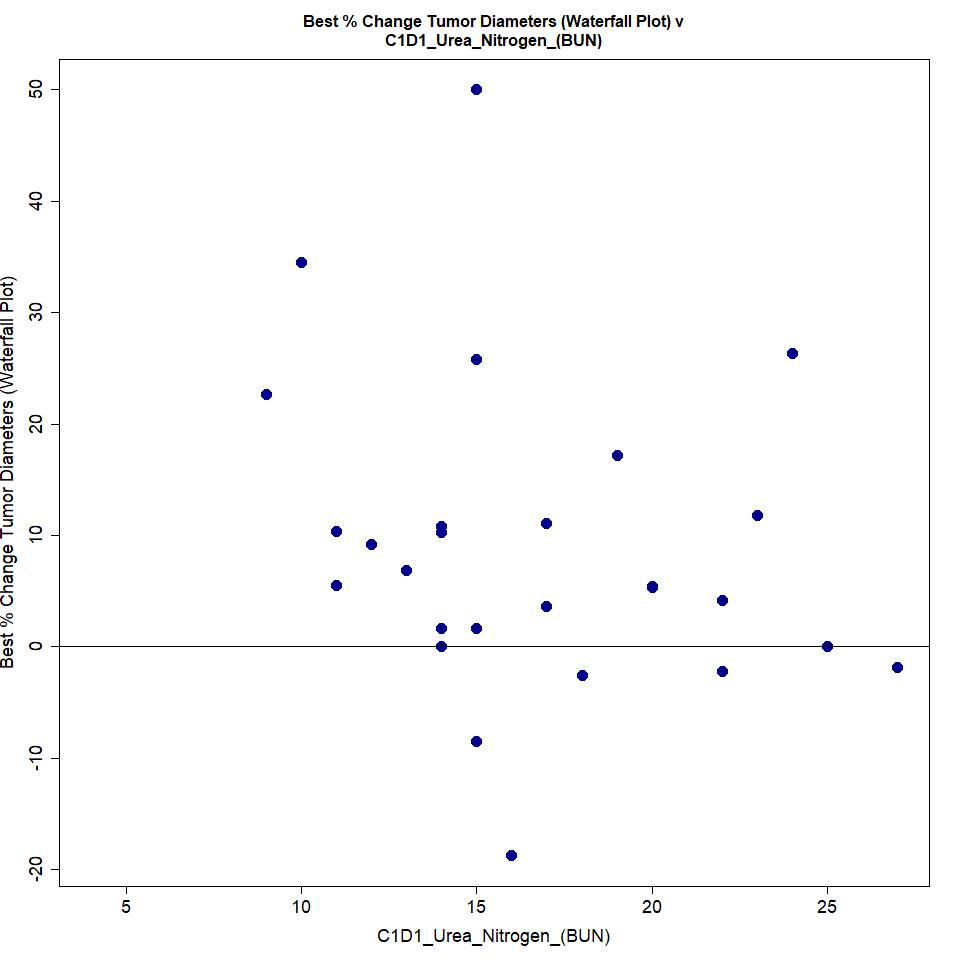 Best % Change Tumor Diameters (Waterfall Plot) v
C1D1_Urea_Nitrogen_(BUN)
Best % Change Tumor Diameters (Waterfall Plot)
50
40
30
20
10
0
-10
-20
5 10 15 20 25
C1D1_Urea_Nitrogen_(BUN)